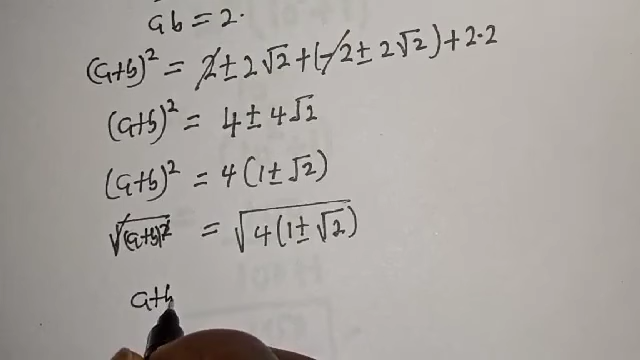 ab = 2.
(a+b)² = 2 ± 2√2 + (-2 ± 2√2) + 2·2
(a+b)² = 4 ± 4√2
(a+b)² = 4(1 ± √2)
√(a+b)² = √4(1 ± √2)
a+b